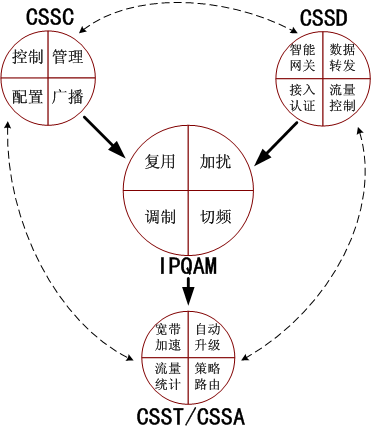 CSSC
控制 管理
配置 广播
CSSD
智能 数据
网关 转发
接入 流量
认证 控制
复用 加扰
调制 切频
IPQAM
宽带 自动
加速 升级
流量 策略
统计 路由
CSST/CSSA